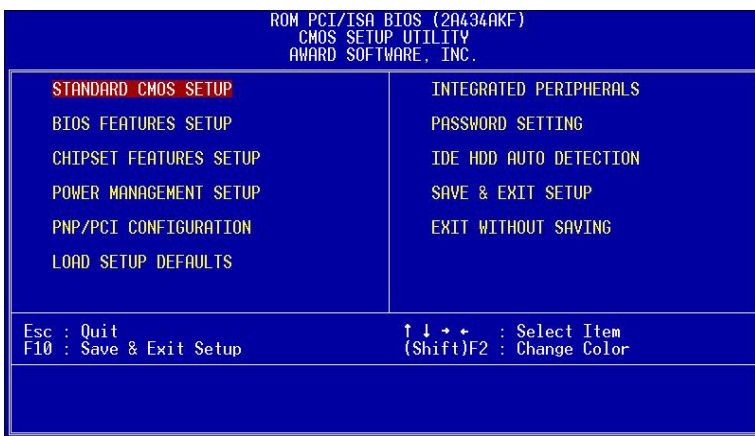 ROM PCI/ISA BIOS (2A434AKF)
CMOS SETUP UTILITY
AWARD SOFTWARE, INC.
STANDARD CMOS SETUP
BIOS FEATURES SETUP
CHIPSET FEATURES SETUP
POWER MANAGEMENT SETUP
PNP/PCI CONFIGURATION
LOAD SETUP DEFAULTS
INTEGRATED PERIPHERALS
PASSWORD SETTING
IDE HDD AUTO DETECTION
SAVE & EXIT SETUP
EXIT WITHOUT SAVING
Esc : Quit
F10 : Save & Exit Setup
↑ ↓ → ← : Select Item
(Shift)F2 : Change Color